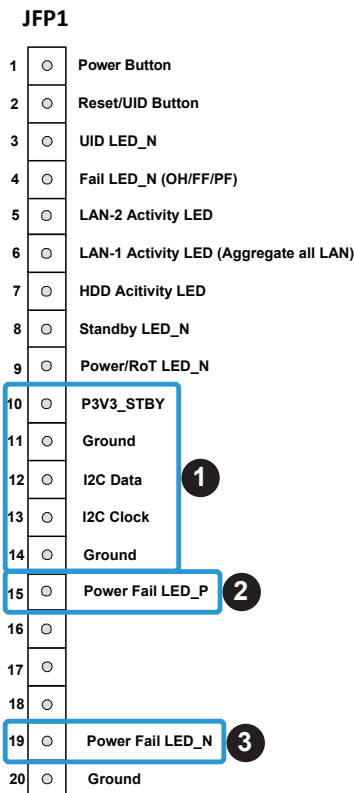 JFP1
1 Power Button
2 Reset/UID Button
3 UID LED_N
4 Fail LED_N (OH/FF/PF)
5 LAN-2 Activity LED
6 LAN-1 Activity LED (Aggregate all LAN)
7 HDD Acitivity LED
8 Standby LED_N
9 Power/RoT LED_N
10 P3V3_STBY
11 Ground
12 I2C Data 1
13 I2C Clock
14 Ground
15 Power Fail LED_P 2
16
17
18
19 Power Fail LED_N 3
20 Ground